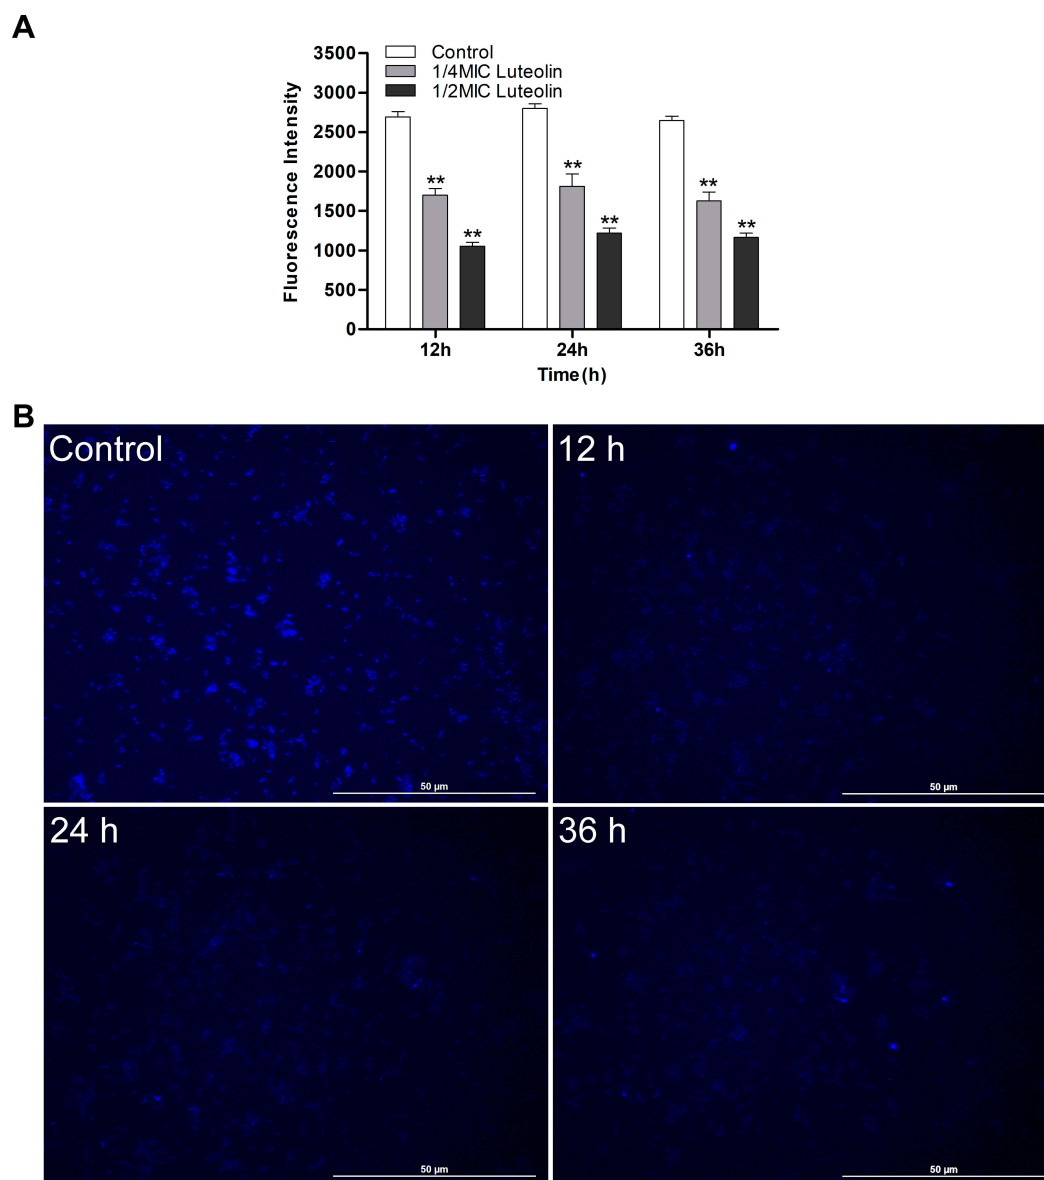 A
Control
1/4MIC Luteolin
1/2MIC Luteolin
Fluorescence Intensity
3500
3000
2500
2000
1500
1000
500
0
** ** **
** ** **
12h 24h 36h
Time(h)
B
Control
50 µm
12 h
50 µm
24 h
50 µm
36 h
50 µm